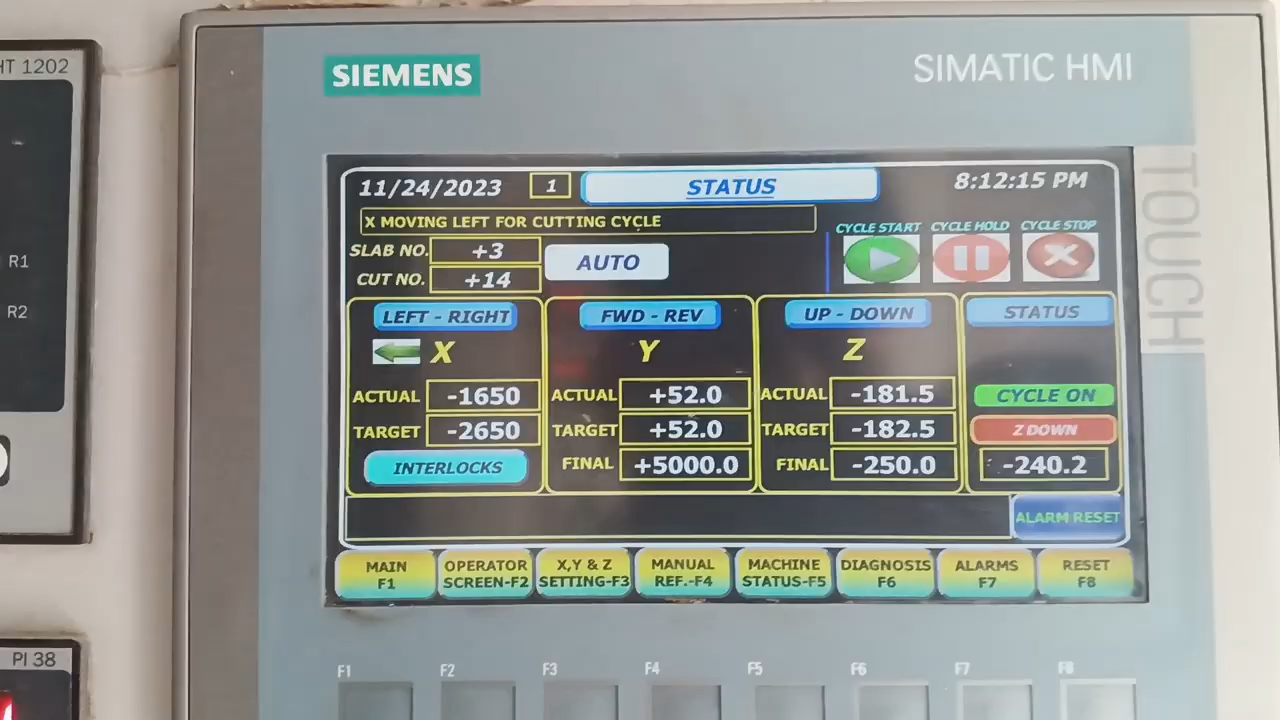 HT 1202
R1
R2
PI 38
SIEMENS
SIMATIC HMI
TOUCH
11/24/2023 1 STATUS 8:12:15 PM
X MOVING LEFT FOR CUTTING CYCLE
CYCLE START CYCLE HOLD CYCLE STOP
SLAB NO. +3
AUTO
CUT NO. +14
LEFT - RIGHT FWD - REV UP - DOWN STATUS
X Y Z
ACTUAL -1650 ACTUAL +52.0 ACTUAL -181.5 CYCLE ON
TARGET -2650 TARGET +52.0 TARGET -182.5 Z DOWN
INTERLOCKS FINAL +5000.0 FINAL -250.0 -240.2
ALARM RESET
MAIN F1
OPERATOR SCREEN-F2
X,Y & Z SETTING-F3
MANUAL REF.-F4
MACHINE STATUS-F5
DIAGNOSIS F6
ALARMS F7
RESET F8
F1 F2 F3 F4 F5 F6 F7 F8